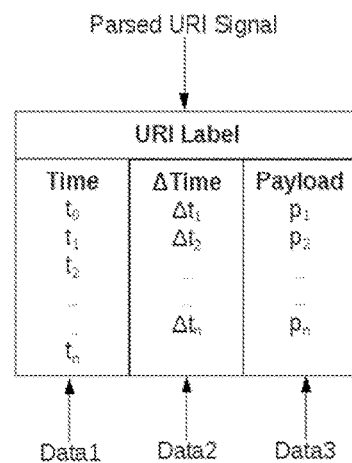 Parsed URI Signal
URI Label
Time ΔTime Payload
t₀ Δt₁ p₁
t₁ Δt₂ p₂
t₂ ... ...
... ... ...
... Δtₙ pₙ
tₙ
Data1 Data2 Data3